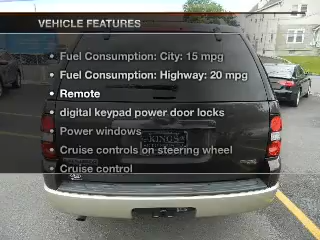 VEHICLE FEATURES
• Fuel Consumption: City: 15 mpg
• Fuel Consumption: Highway: 20 mpg
• Remote
• digital keypad power door locks
• Power windows
• Cruise controls on steering wheel
• Cruise control
KINGS